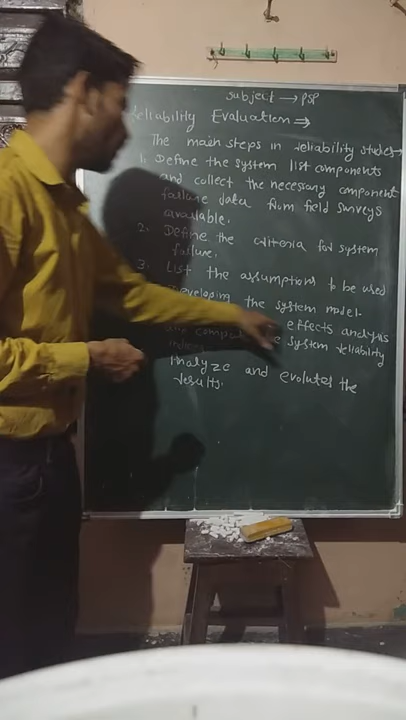 Subject → PSP
Reliability Evaluation ⇒
The main steps in reliability studies→
1. Define the system list components
and collect the necessary component
failure data from field surveys
available.
2. Define the criteria for system
failure.
3. List the assumptions to be used
developing the system model.
effects analysis
system reliability
Analyze and evolutes the
results.